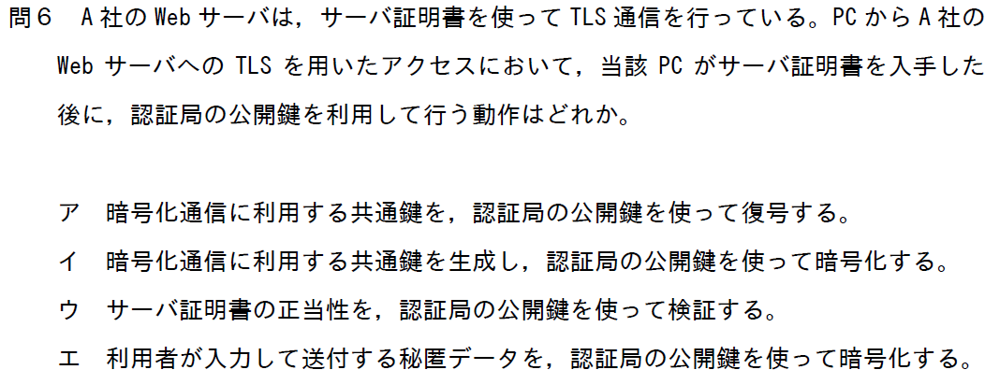 問６　Ａ社の Web サーバは，サーバ証明書を使って TLS 通信を行っている。PC からＡ社の
Web サーバへの TLS を用いたアクセスにおいて，当該 PC がサーバ証明書を入手した
後に，認証局の公開鍵を利用して行う動作はどれか。
ア　暗号化通信に利用する共通鍵を，認証局の公開鍵を使って復号する。
イ　暗号化通信に利用する共通鍵を生成し，認証局の公開鍵を使って暗号化する。
ウ　サーバ証明書の正当性を，認証局の公開鍵を使って検証する。
エ　利用者が入力して送付する秘匿データを，認証局の公開鍵を使って暗号化する。